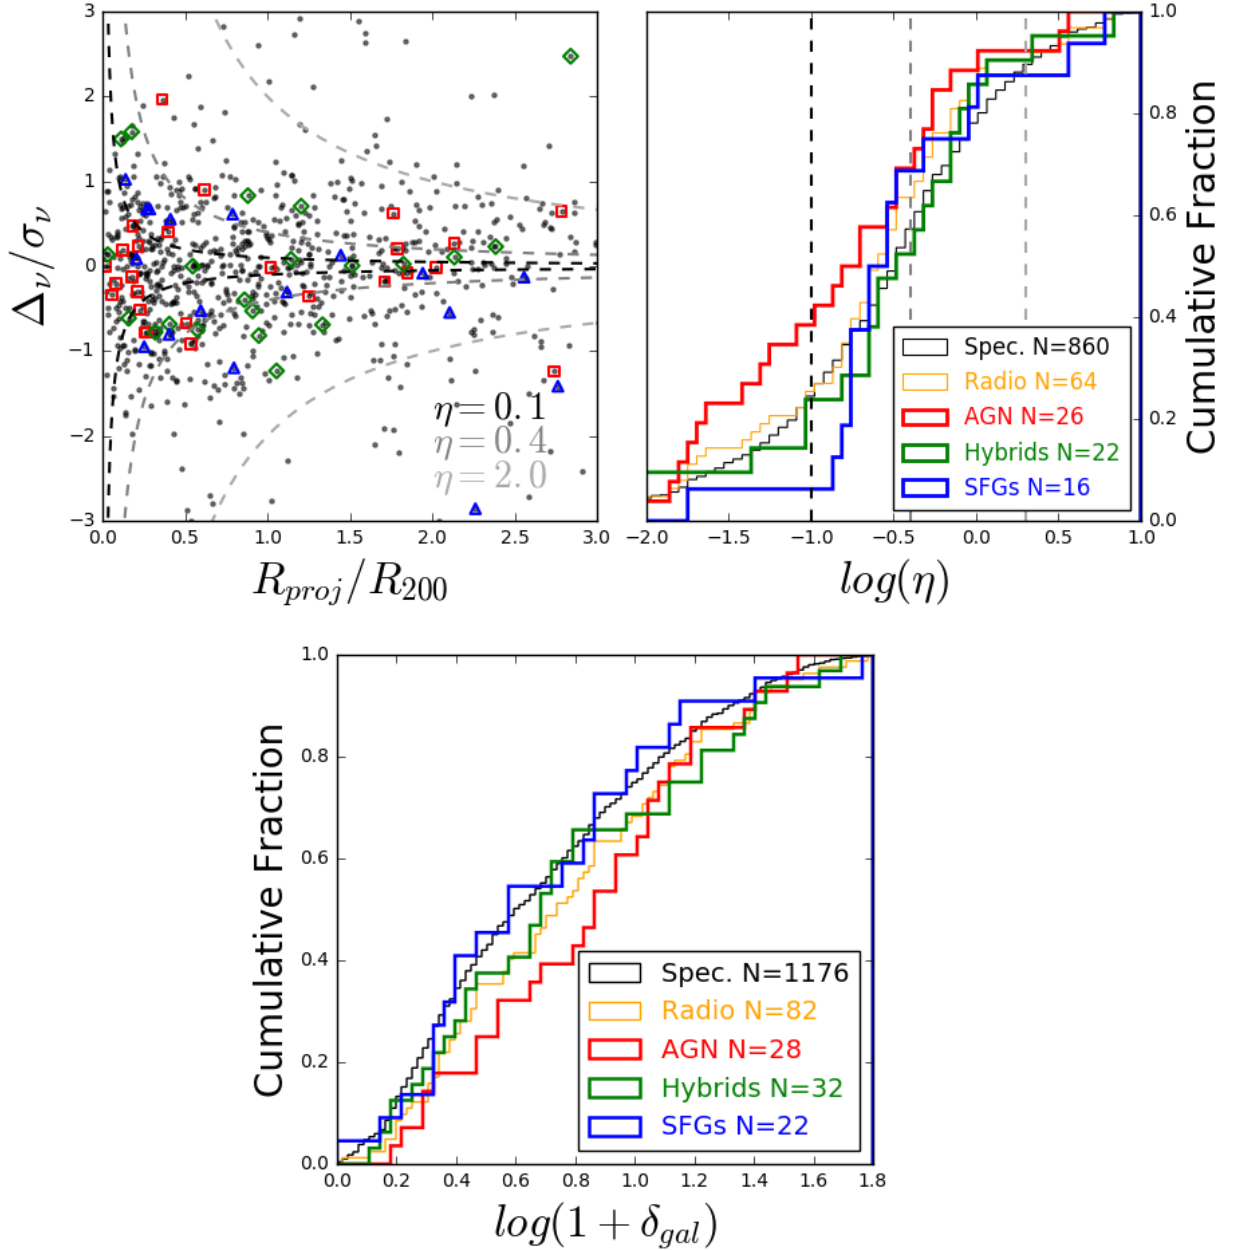 3
2
1
0
−1
−2
−3
Δν/σν
0.0 0.5 1.0 1.5 2.0 2.5 3.0
Rproj/R200
η = 0.1
η = 0.4
η = 2.0
1.0
0.8
0.6
0.4
0.2
0.0
Cumulative Fraction
Spec. N=860
Radio N=64
AGN N=26
Hybrids N=22
SFGs N=16
−2.0 −1.5 −1.0 −0.5 0.0 0.5 1.0
log(η)
1.0
0.8
0.6
0.4
0.2
0.0
Cumulative Fraction
Spec. N=1176
Radio N=82
AGN N=28
Hybrids N=32
SFGs N=22
0.0 0.2 0.4 0.6 0.8 1.0 1.2 1.4 1.6 1.8
log(1 + δgal)